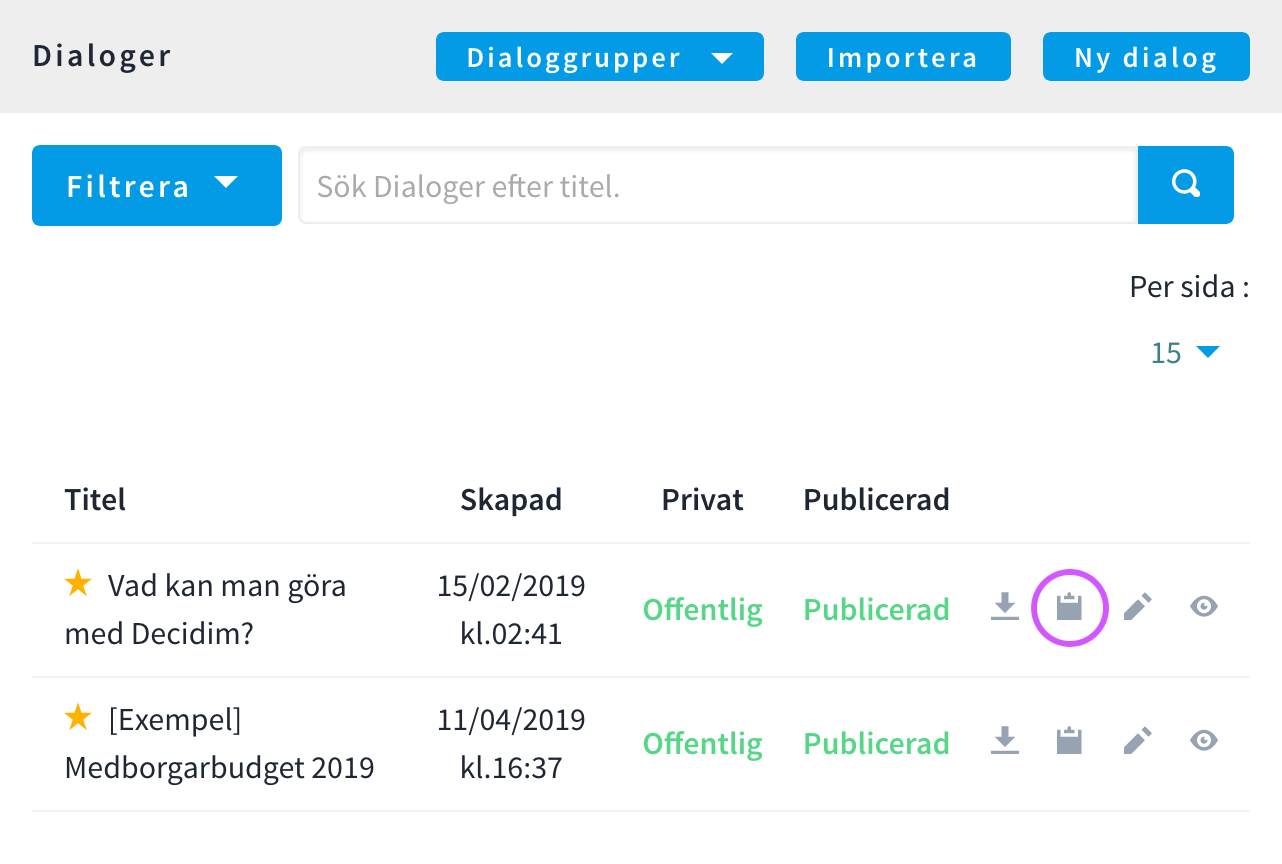 Dialoger
Dialoggrupper
Importera
Ny dialog
Filtrera
Sök Dialoger efter titel.
Per sida :
15
Titel Skapad Privat Publicerad
Vad kan man göra
med Decidim?
15/02/2019
kl.02:41
Offentlig
Publicerad
[Exempel]
Medborgarbudget 2019
11/04/2019
kl.16:37
Offentlig
Publicerad